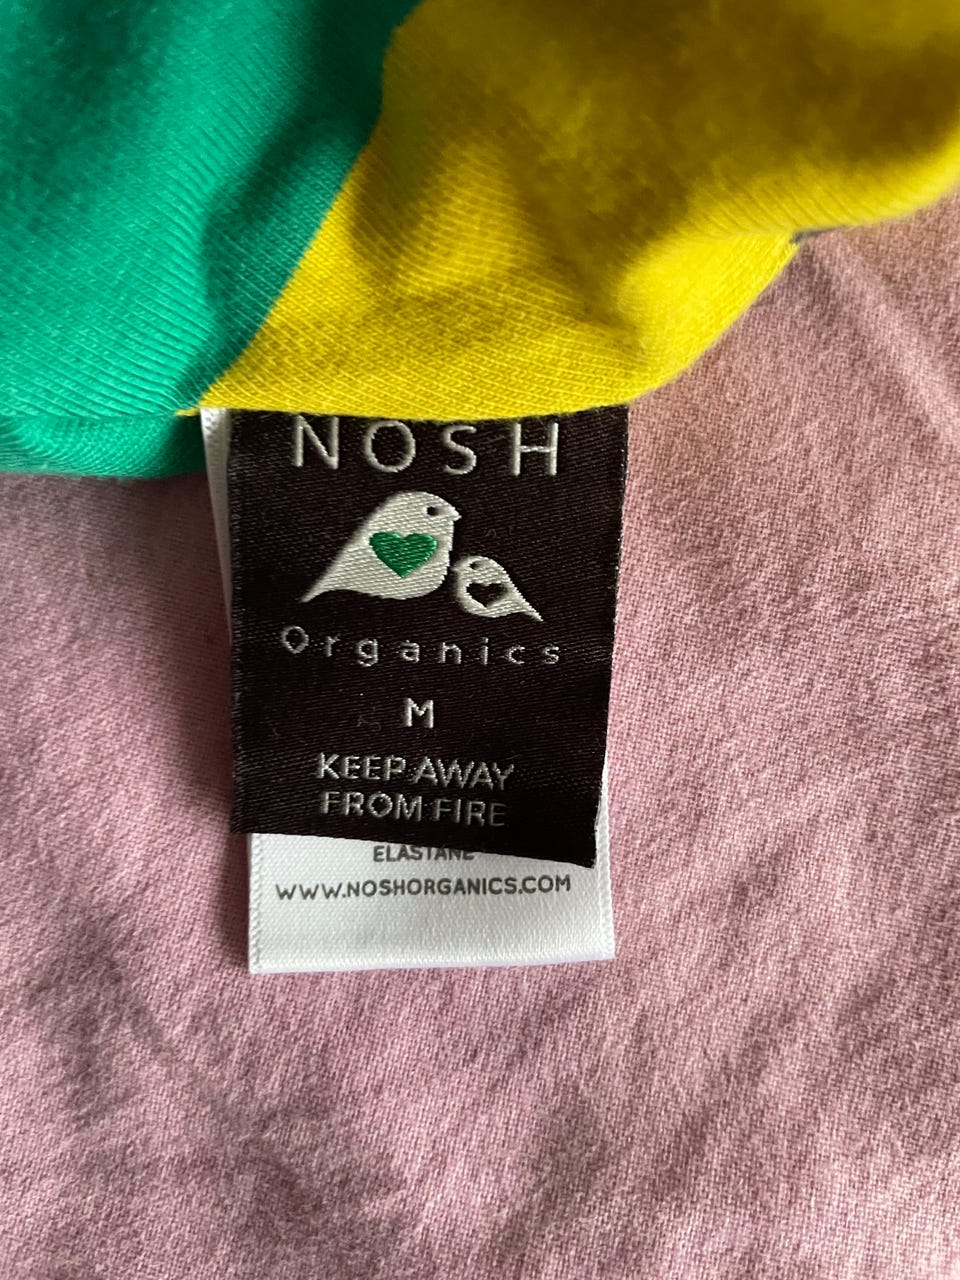 NOSH
Organics
M
KEEP AWAY
FROM FIRE
ELASTANE
WWW.NOSHORGANICS.COM